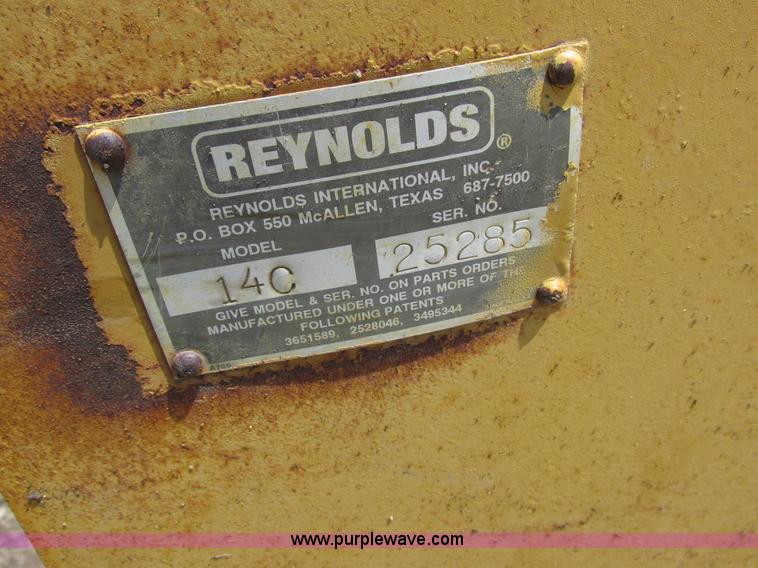 REYNOLDS®
REYNOLDS INTERNATIONAL, INC.
P.O. BOX 550 McALLEN, TEXAS 687-7500
MODEL SER. NO.
14C 25285
GIVE MODEL & SER. NO. ON PARTS ORDERS
MANUFACTURED UNDER ONE OR MORE OF THE
FOLLOWING PATENTS
3651589, 2528046, 3495344
www.purplewave.com